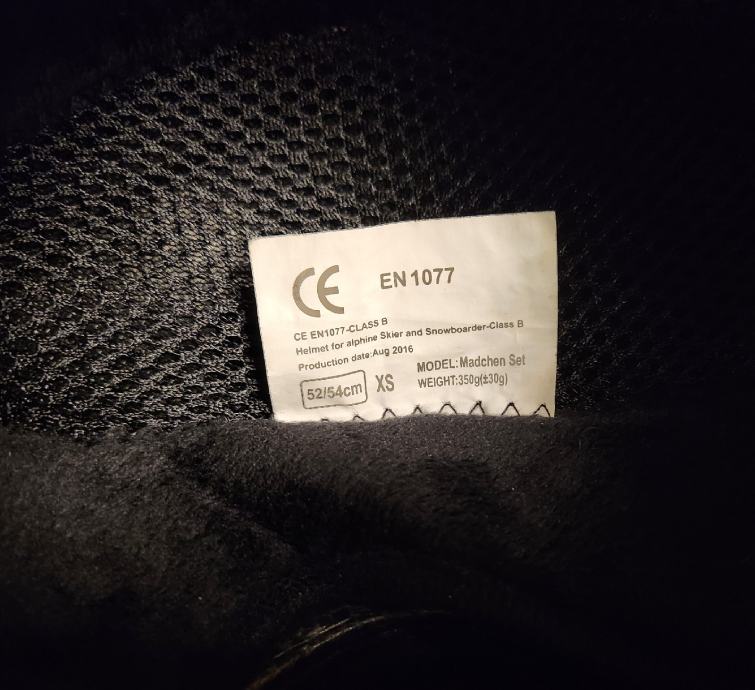 CE EN1077
CE EN1077-CLASS B
Helmet for alphine Skier and Snowboarder-Class B
Production date:Aug 2016
52/54cm XS MODEL:Madchen Set
WEIGHT:350g(±30g)